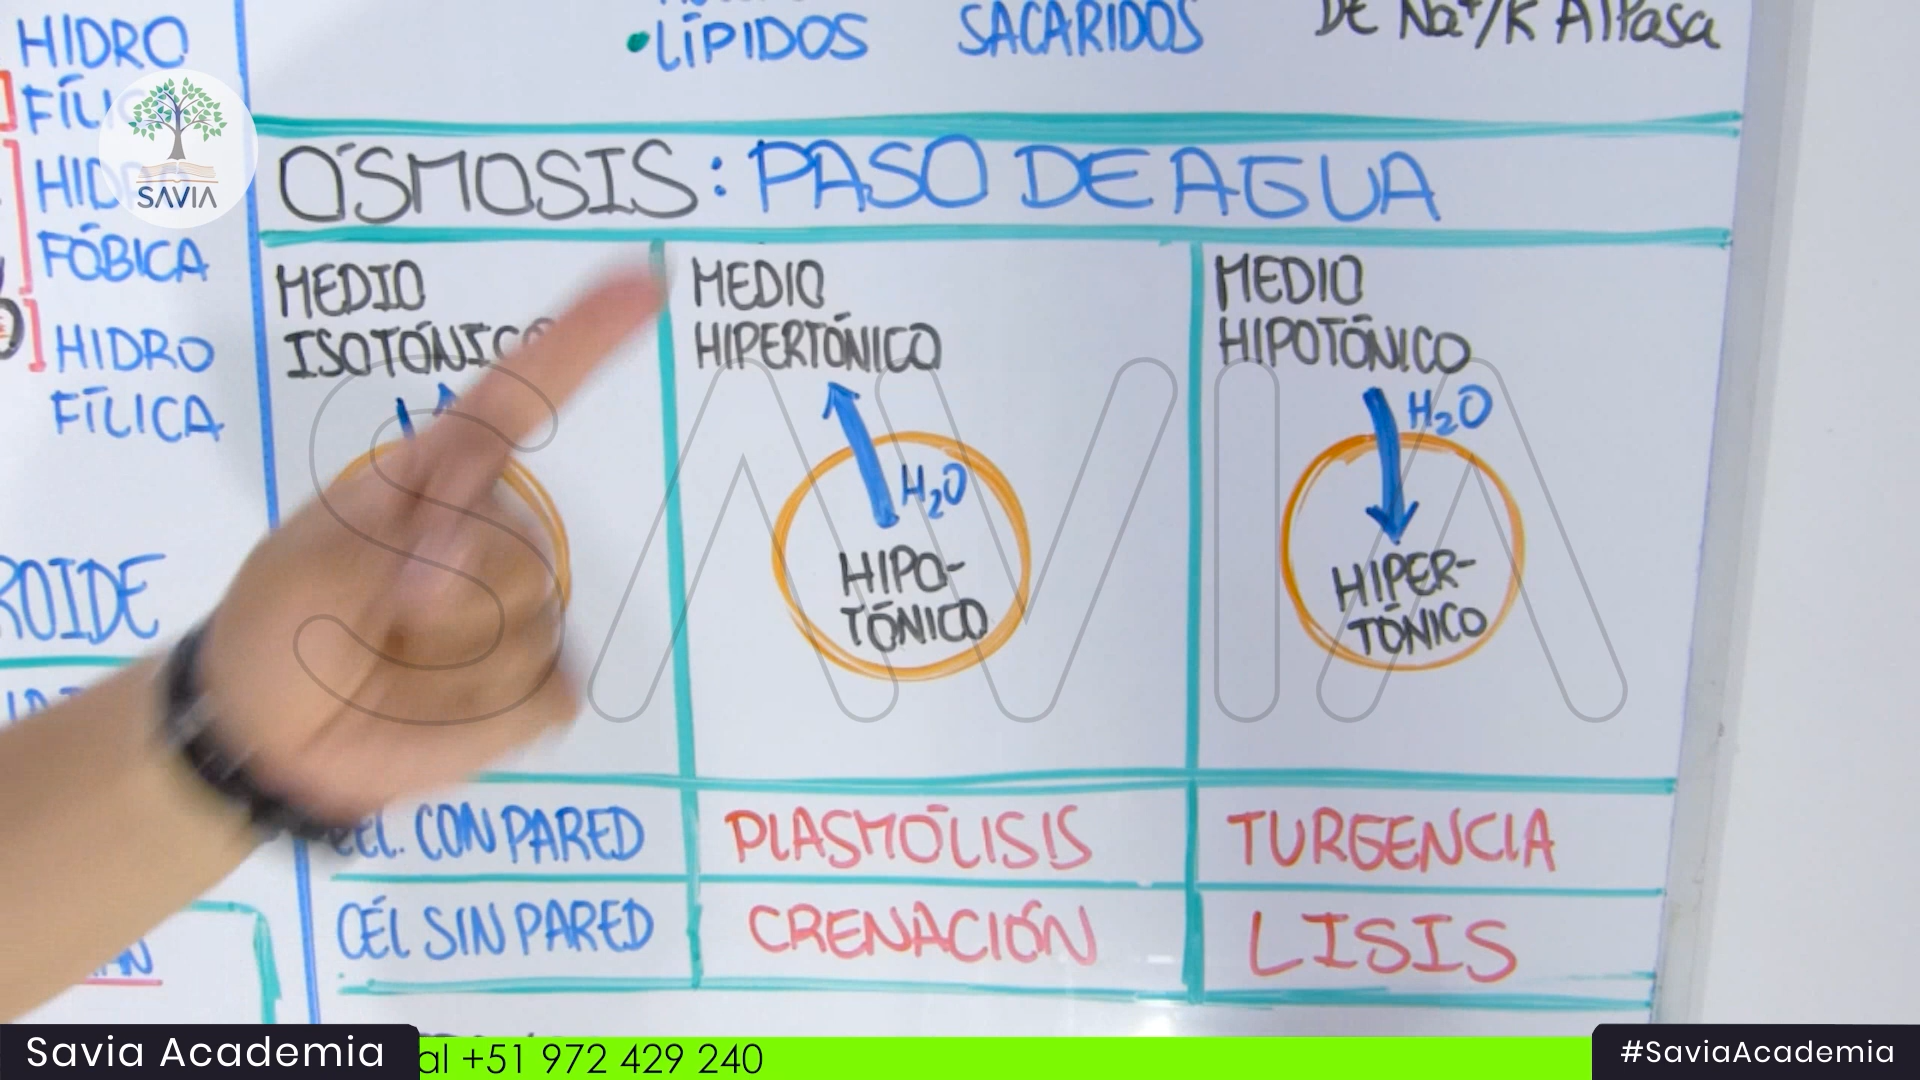 HIDRO
HIDRO
FÓBICA
HIDRO
FÍLICA
ROIDE
•LÍPIDOS SACÁRIDOS
DE Na+/K ATPasa
SAVIA
ÓSMOSIS: PASO DE AGUA
MEDIO
ISOTÓNICO
MEDIO
HIPERTÓNICO
H2O
HIPO-
TÓNICO
MEDIO
HIPOTÓNICO
H2O
HIPER-
TÓNICO
CÉL. CON PARED PLASMÓLISIS TURGENCIA
CÉL SIN PARED CRENACIÓN LISIS
SAVIA
Savia Academia
al +51 972 429 240
#SaviaAcademia